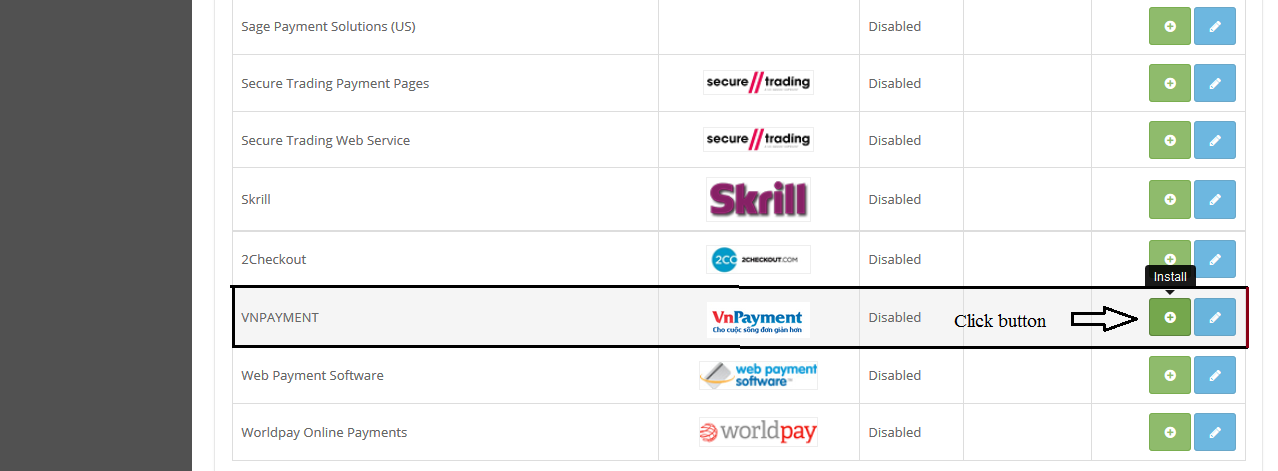 Sage Payment Solutions (US) Disabled
Secure Trading Payment Pages secure//trading Disabled
Secure Trading Web Service secure//trading Disabled
Skrill Skrill Disabled
2Checkout 2CO 2CHECKOUT.COM Disabled
Install
VNPAYMENT VnPayment Disabled Click button
Cho cuộc sống đơn giản hơn
Web Payment Software web payment software™ Disabled
Worldpay Online Payments worldpay Disabled